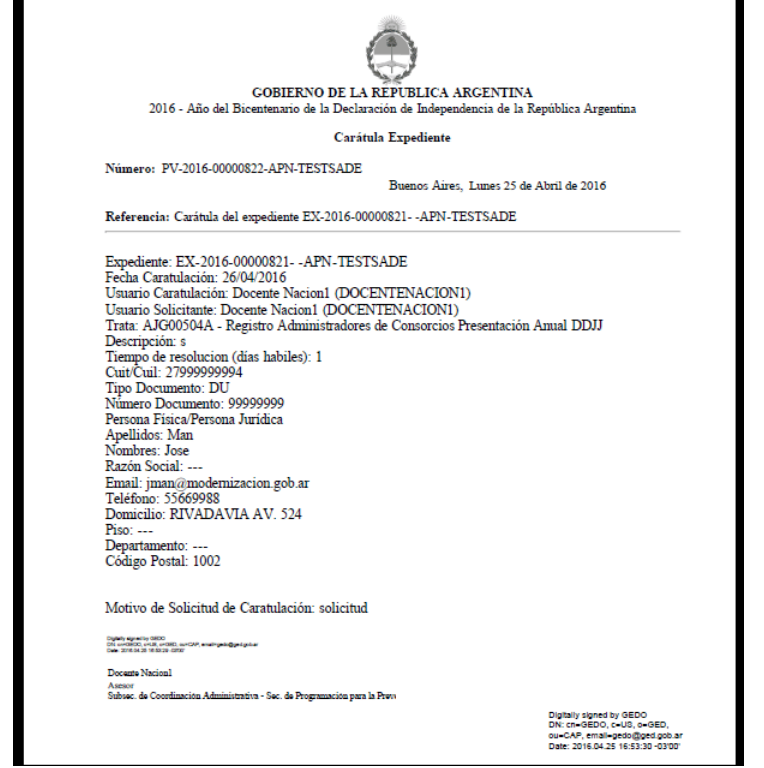 GOBIERNO DE LA REPUBLICA ARGENTINA
2016 - Año del Bicentenario de la Declaración de Independencia de la República Argentina
Carátula Expediente
Número: PV-2016-00000822-APN-TESTSADE
Buenos Aires, Lunes 25 de Abril de 2016
Referencia: Carátula del expediente EX-2016-00000821- -APN-TESTSADE
Expediente: EX-2016-00000821- -APN-TESTSADE
Fecha Caratulación: 26/04/2016
Usuario Caratulación: Docente Nacion1 (DOCENTENACION1)
Usuario Solicitante: Docente Nacion1 (DOCENTENACION1)
Trata: AJG00504A - Registro Administradores de Consorcios Presentación Anual DDJJ
Descripción: s
Tiempo de resolucion (días habiles): 1
Cuit/Cuil: 27999999994
Tipo Documento: DU
Número Documento: 99999999
Persona Física/Persona Jurídica
Apellidos: Man
Nombres: Jose
Razón Social: ---
Email: jman@modernizacion.gob.ar
Teléfono: 55669988
Domicilio: RIVADAVIA AV. 524
Piso: ---
Departamento: ---
Código Postal: 1002
Motivo de Solicitud de Caratulación: solicitud
Digitally signed by GEDO
DN: cn=GEDO, c=US, o=GED, ou=CAP, email=gedo@ged.gob.ar
Date: 2016.04.25 16:53:29 -03'00'
Docente Nacion1
Asesor
Subsec. de Coordinación Administrativa - Sec. de Programación para la Preve
Digitally signed by GEDO
DN: cn=GEDO, c=US, o=GED,
ou=CAP, email=gedo@ged.gob.ar
Date: 2016.04.25 16:53:30 -03'00'